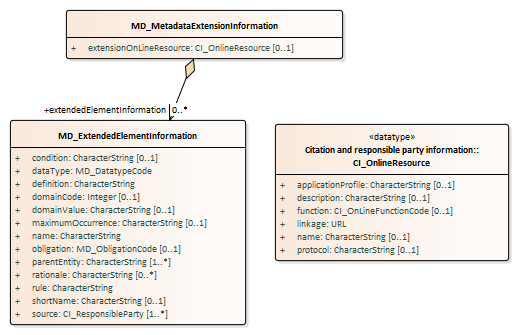 MD_MetadataExtensionInformation
+ extensionOnLineResource: CI_OnlineResource [0..1]
+extendedElementInformation 0..*
MD_ExtendedElementInformation
+ condition: CharacterString [0..1]
+ dataType: MD_DatatypeCode
+ definition: CharacterString
+ domainCode: Integer [0..1]
+ domainValue: CharacterString [0..1]
+ maximumOccurrence: CharacterString [0..1]
+ name: CharacterString
+ obligation: MD_ObligationCode [0..1]
+ parentEntity: CharacterString [1..*]
+ rationale: CharacterString [0..*]
+ rule: CharacterString
+ shortName: CharacterString [0..1]
+ source: CI_ResponsibleParty [1..*]
«datatype»
Citation and responsible party information::
CI_OnlineResource
+ applicationProfile: CharacterString [0..1]
+ description: CharacterString [0..1]
+ function: CI_OnLineFunctionCode [0..1]
+ linkage: URL
+ name: CharacterString [0..1]
+ protocol: CharacterString [0..1]